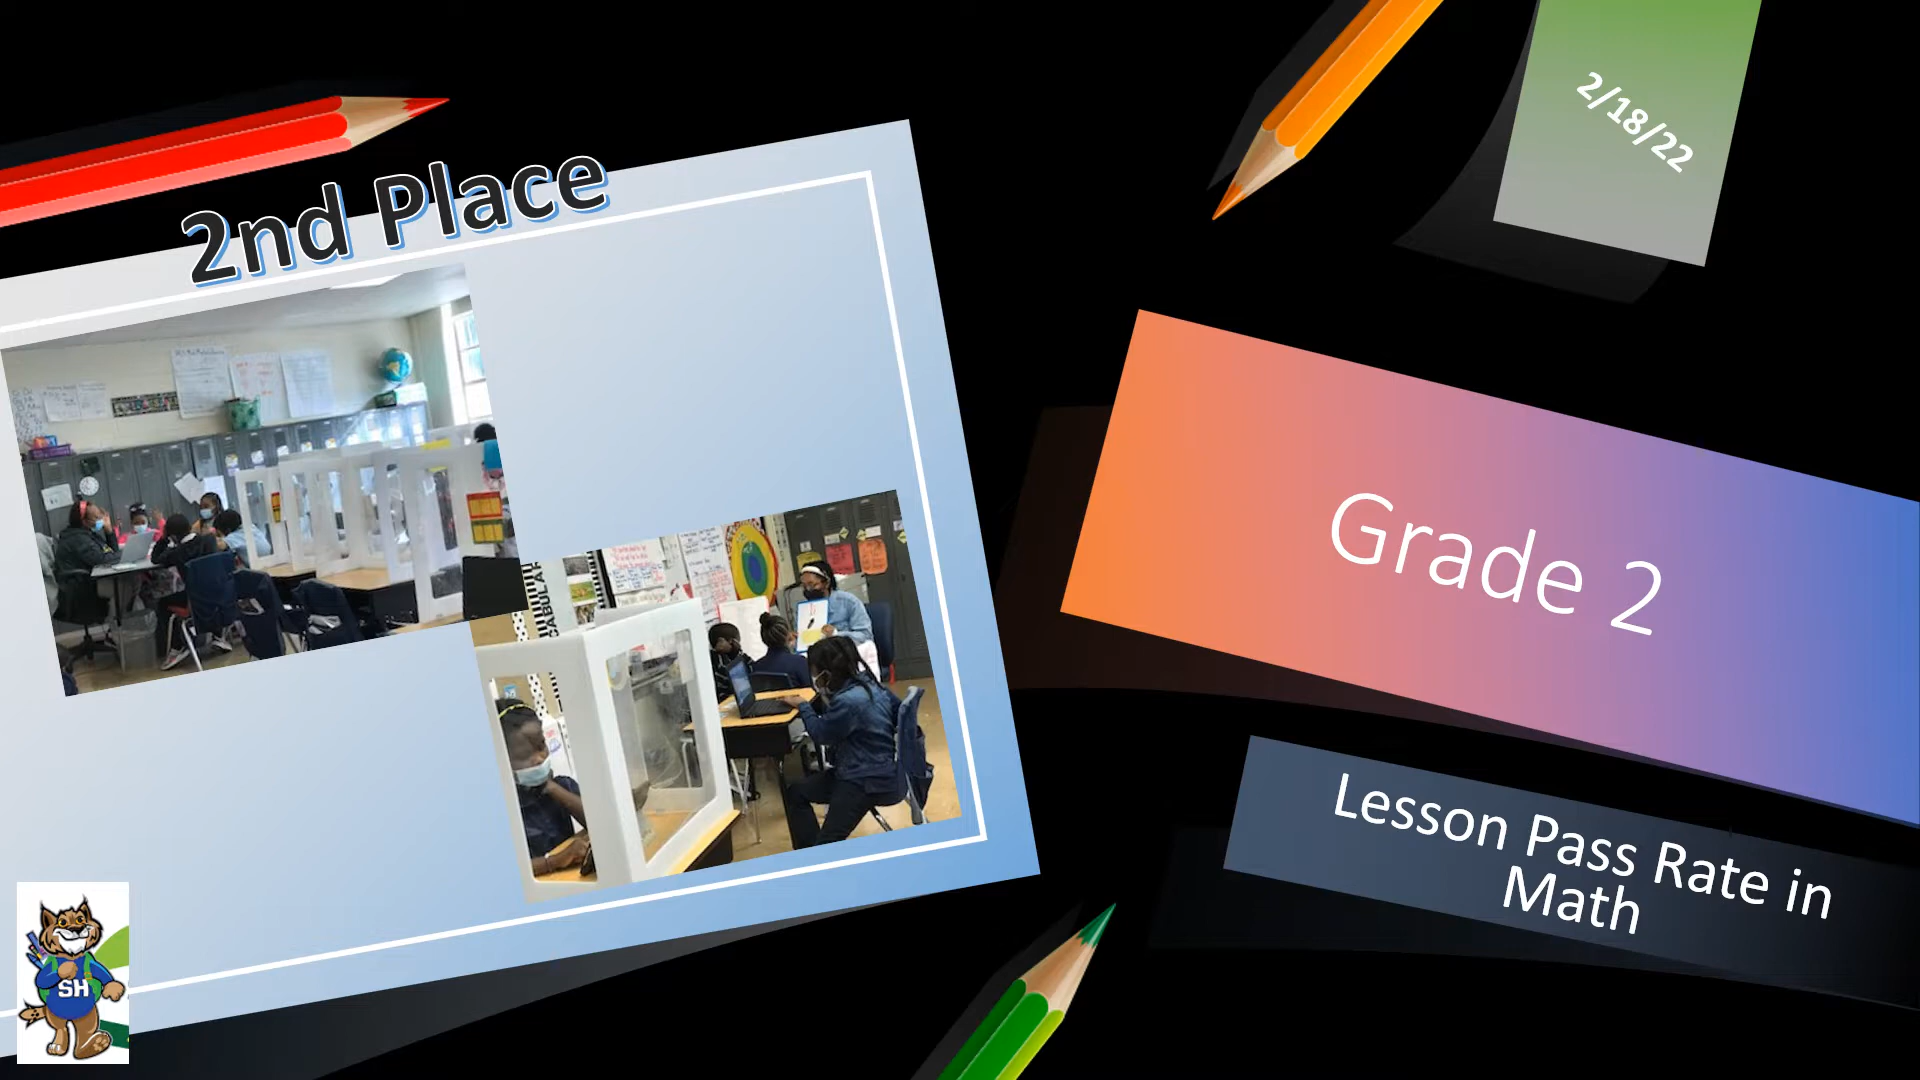 2nd Place
2/18/22
Grade 2
Lesson Pass Rate in
Math
SH